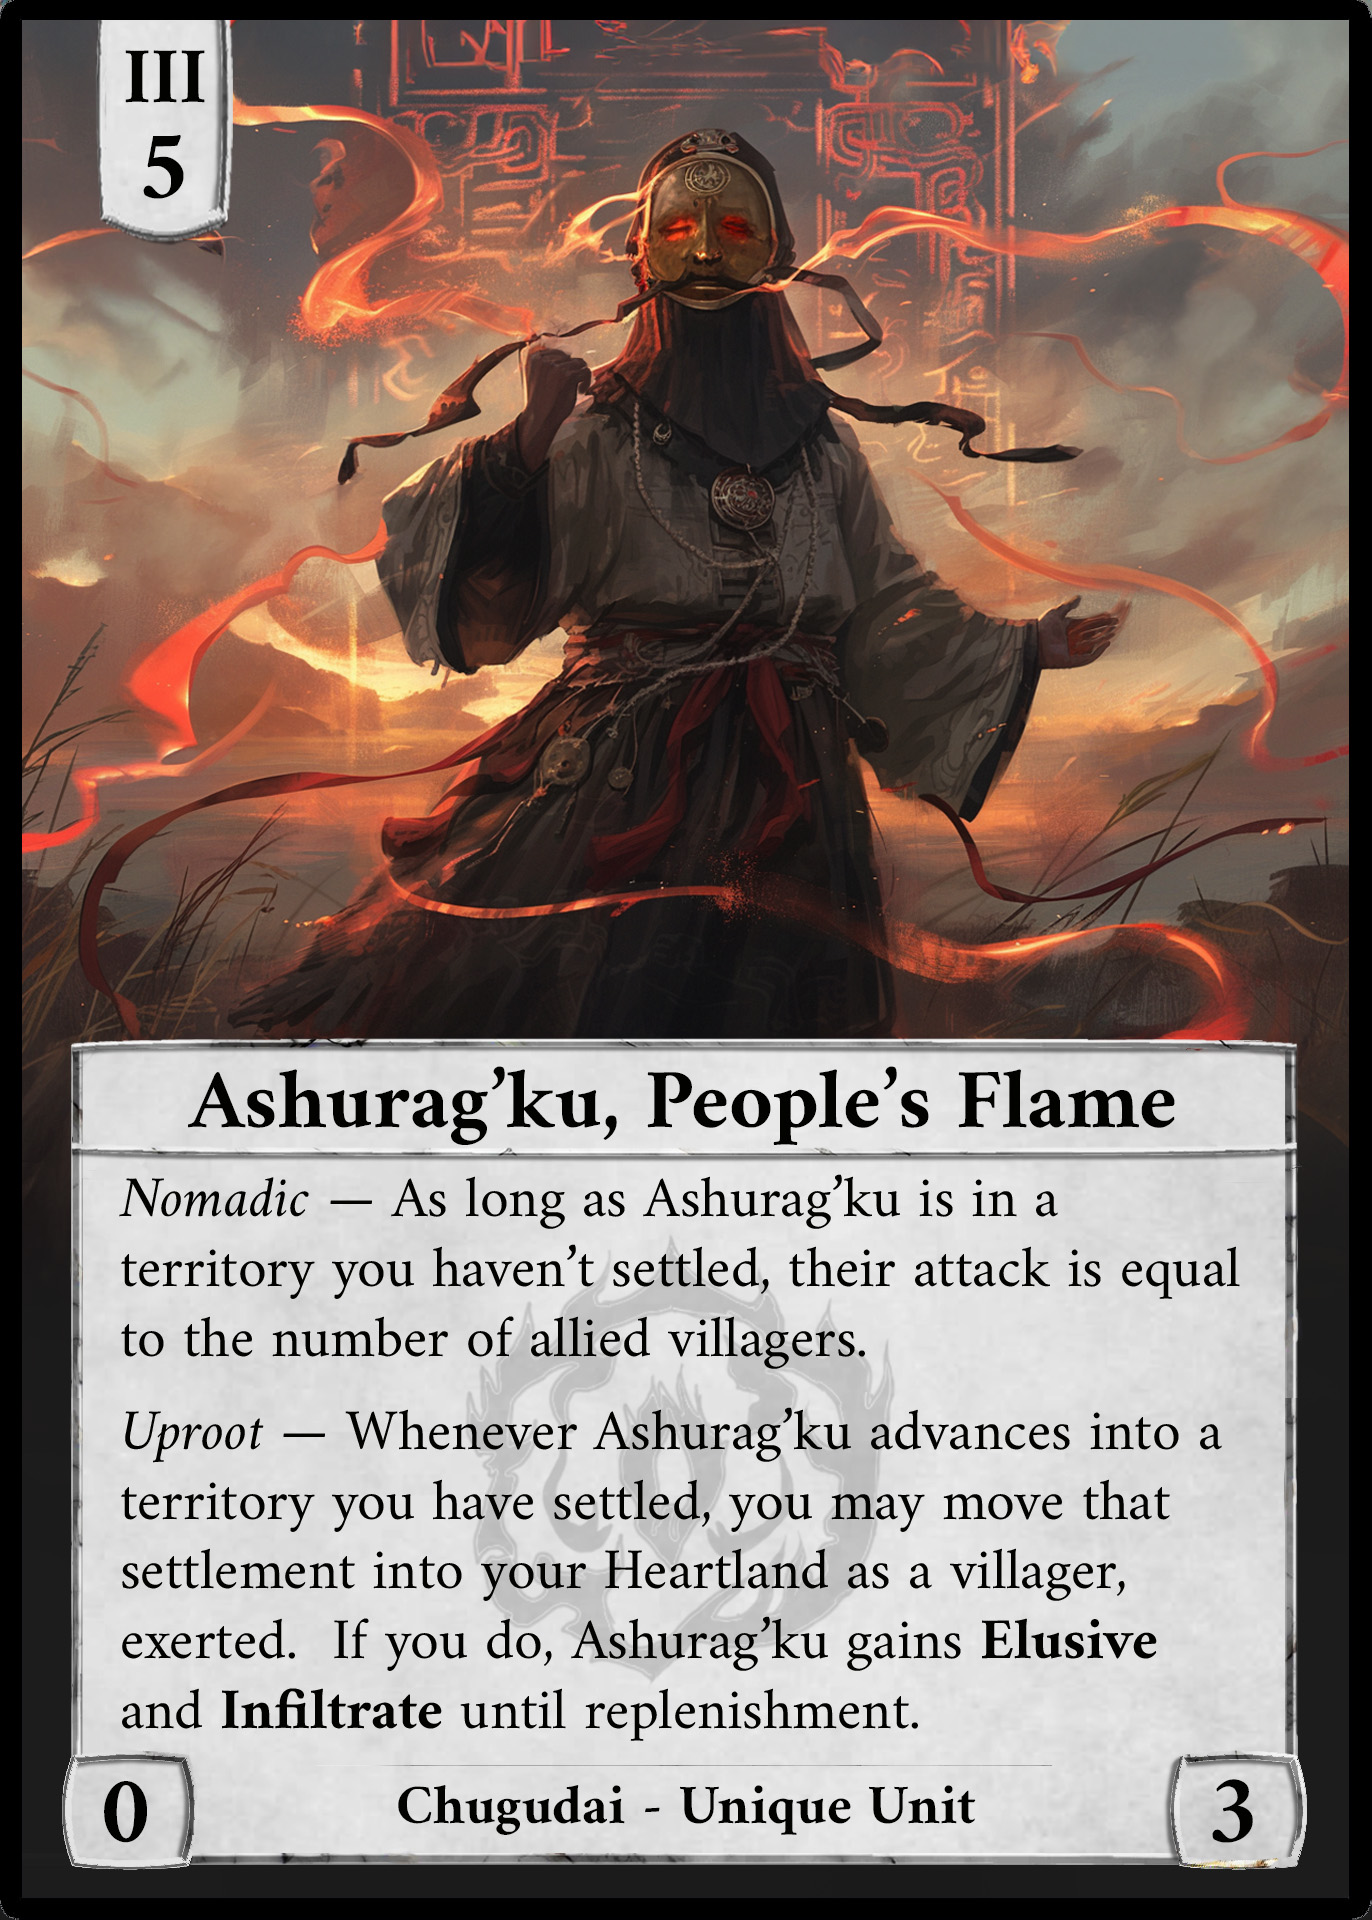 III
5
Ashurag’ku, People’s Flame
Nomadic — As long as Ashurag’ku is in a
territory you haven’t settled, their attack is equal
to the number of allied villagers.
Uproot — Whenever Ashurag’ku advances into a
territory you have settled, you may move that
settlement into your Heartland as a villager,
exerted.  If you do, Ashurag’ku gains Elusive
and Infiltrate until replenishment.
0
Chugudai - Unique Unit
3